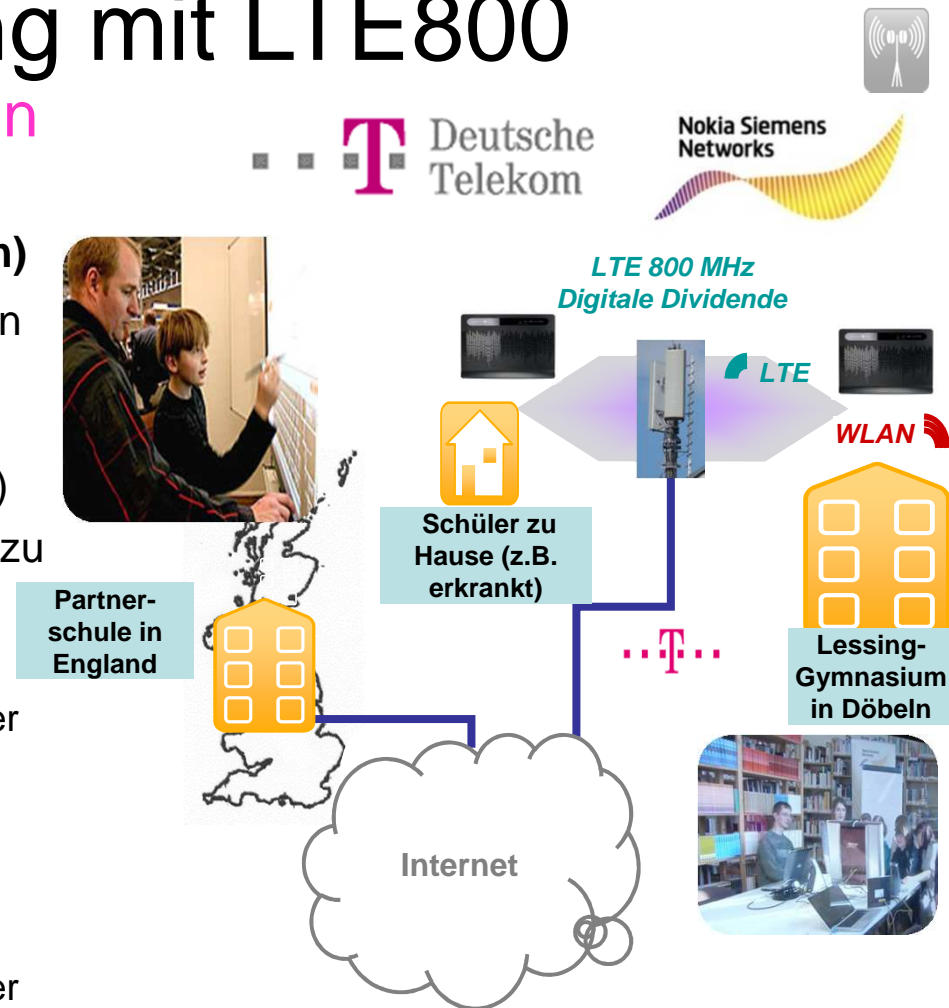 ng mit LTE800
n
Deutsche
Telekom
Nokia Siemens
Networks
n)
n
)
zu
er
er
LTE 800 MHz
Digitale Dividende
LTE
WLAN
Schüler zu
Hause (z.B.
erkrankt)
Partner-
schule in
England
Lessing-
Gymnasium
in Döbeln
Internet